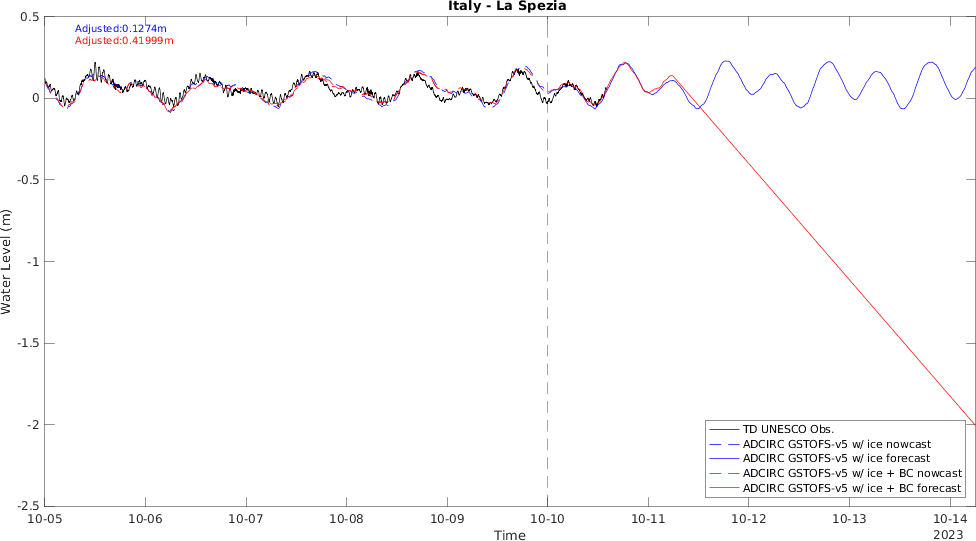 Italy - La Spezia
Adjusted:0.1274m
Adjusted:0.41999m
0.5
0
-0.5
-1
-1.5
-2
-2.5
Water Level (m)
TD UNESCO Obs.
ADCIRC GSTOFS-v5 w/ ice nowcast
ADCIRC GSTOFS-v5 w/ ice forecast
ADCIRC GSTOFS-v5 w/ ice + BC nowcast
ADCIRC GSTOFS-v5 w/ ice + BC forecast
10-05 10-06 10-07 10-08 10-09 10-10 10-11 10-12 10-13 10-14
Time
2023